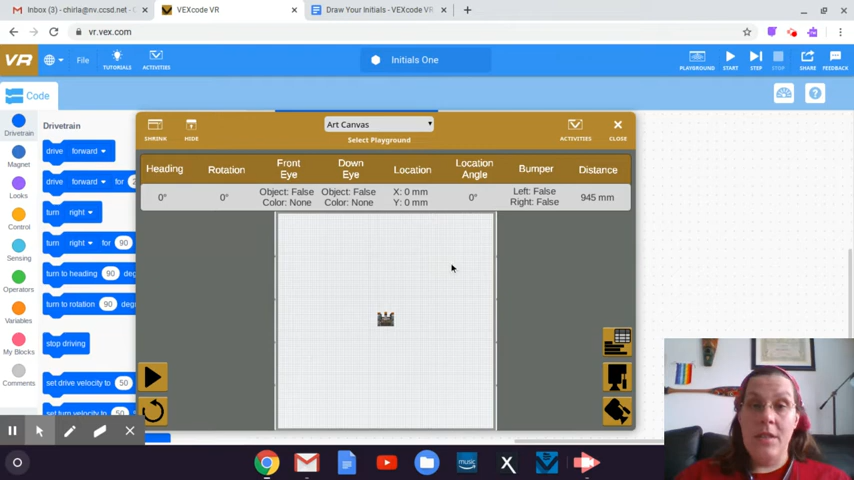 Inbox (3) - chirla@nv.ccsd.net -
VEXcode VR
Draw Your Initials - VEXcode VR
vr.vex.com
VR
File
TUTORIALS
ACTIVITIES
Initials One
PLAYGROUND
START
STEP
STOP
SHARE
FEEDBACK
Code
Drivetrain
Drivetrain
Magnet
Looks
Control
Sensing
Operators
Variables
My Blocks
Comments
drive forward
drive forward for
turn right
turn right for 90
turn to heading 90 deg
turn to rotation 90 degr
stop driving
set drive velocity to 50
set turn velocity to 50
SHRINK
HIDE
Art Canvas
Select Playground
ACTIVITIES
CLOSE
Heading Rotation Front Eye Down Eye Location Location Angle Bumper Distance
0° 0° Object: False Color: None Object: False Color: None X: 0 mm Y: 0 mm 0° Left: False Right: False 945 mm
music